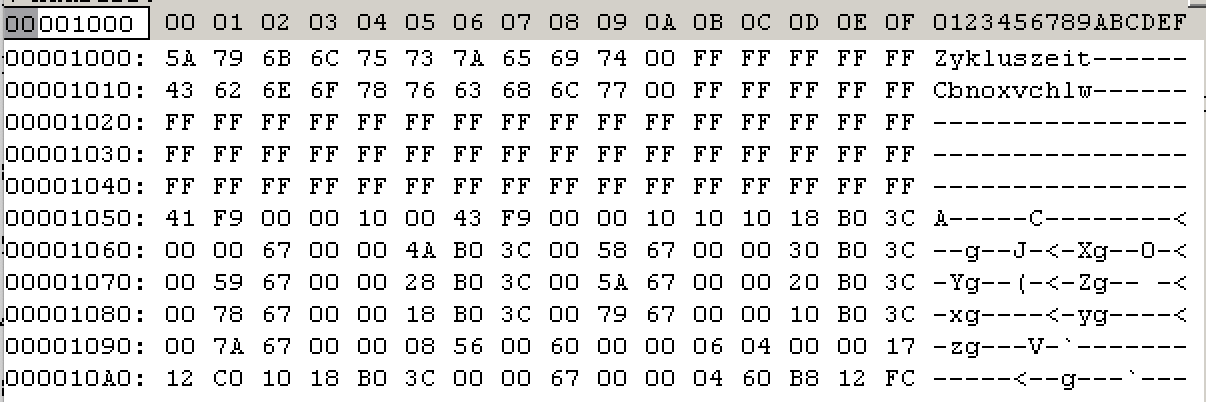 00001000 00 01 02 03 04 05 06 07 08 09 0A 0B 0C 0D 0E 0F 0123456789ABCDEF
00001000: 5A 79 6B 6C 75 73 7A 65 69 74 00 FF FF FF FF FF Zykluszeit------
00001010: 43 62 6E 6F 78 76 63 68 6C 77 00 FF FF FF FF FF Cbnoxvchlw------
00001020: FF FF FF FF FF FF FF FF FF FF FF FF FF FF FF FF ----------------
00001030: FF FF FF FF FF FF FF FF FF FF FF FF FF FF FF FF ----------------
00001040: FF FF FF FF FF FF FF FF FF FF FF FF FF FF FF FF ----------------
00001050: 41 F9 00 00 10 00 43 F9 00 00 10 10 10 18 B0 3C A-----C--------<
00001060: 00 00 67 00 00 4A B0 3C 00 58 67 00 00 30 B0 3C --g--J-<-Xg--0-<
00001070: 00 59 67 00 00 28 B0 3C 00 5A 67 00 00 20 B0 3C -Yg--(-<-Zg-- -<
00001080: 00 78 67 00 00 18 B0 3C 00 79 67 00 00 10 B0 3C -xg----<-yg----<
00001090: 00 7A 67 00 00 08 56 00 60 00 00 06 04 00 00 17 -zg---V-`-------
000010A0: 12 C0 10 18 B0 3C 00 00 67 00 00 04 60 B8 12 FC -----<--g---`---